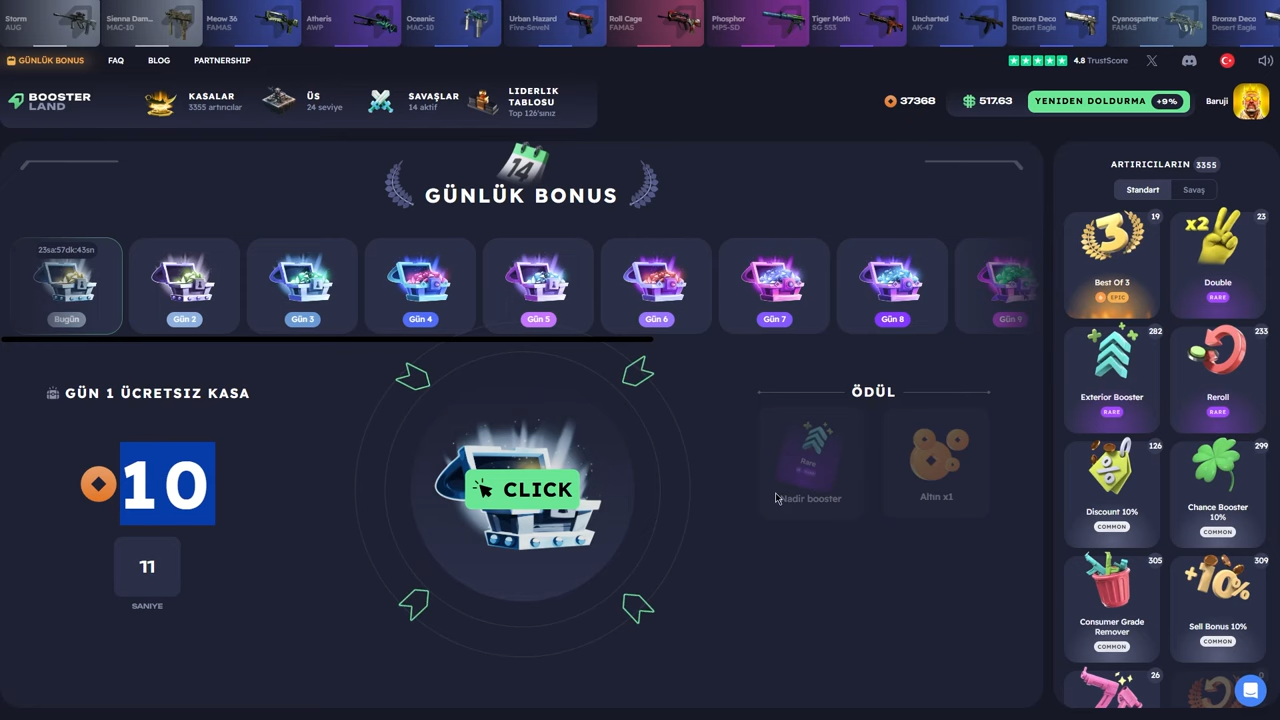 Storm
AUG
Sienna Dam...
MAC-10
Meow 36
FAMAS
Atheris
AWP
Oceanic
MAC-10
Urban Hazard
Five-SeveN
Roll Cage
FAMAS
Phosphor
MP5-SD
Tiger Moth
SG 553
Uncharted
AK-47
Bronze Deco
Desert Eagle
Cyanospatter
FAMAS
Bronze Deco
Desert Eagle
GÜNLÜK BONUS
FAQ
BLOG
PARTNERSHIP
4.8 TrustScore
BOOSTER
LAND
KASALAR
3355 artırıcılar
ÜS
24 seviye
SAVAŞLAR
14 aktif
LIDERLIK
TABLOSU
Top 126'sınız
37368
517.63
YENIDEN DOLDURMA +9%
Baruji
14
GÜNLÜK BONUS
23sa:57dk:43sn
Bugün
Gün 2
Gün 3
Gün 4
Gün 5
Gün 6
Gün 7
Gün 8
Gün 9
GÜN 1 ÜCRETSIZ KASA
10
11
SANIYE
CLICK
ÖDÜL
Rare
Nadir booster
Altın x1
ARTIRICILARIN 3355
Standart
Savaş
19
Best Of 3
EPIC
x2
23
Double
RARE
282
Exterior Booster
RARE
233
Reroll
RARE
126
Discount 10%
COMMON
299
Chance Booster
10%
COMMON
305
Consumer Grade
Remover
COMMON
+10%
309
Sell Bonus 10%
COMMON
26